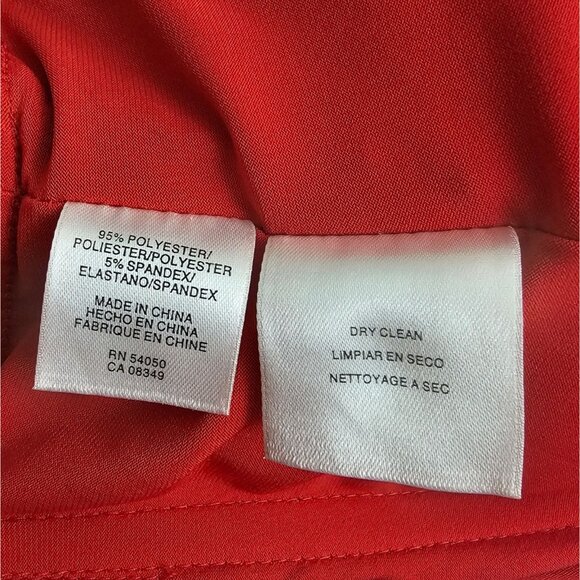 95% POLYESTER/
POLIESTER/POLYESTER
5% SPANDEX/
ELASTANO/SPANDEX
MADE IN CHINA
HECHO EN CHINA
FABRIQUE EN CHINE
RN 54050
CA 08349
DRY CLEAN
LIMPIAR EN SECO
NETTOYAGE A SEC